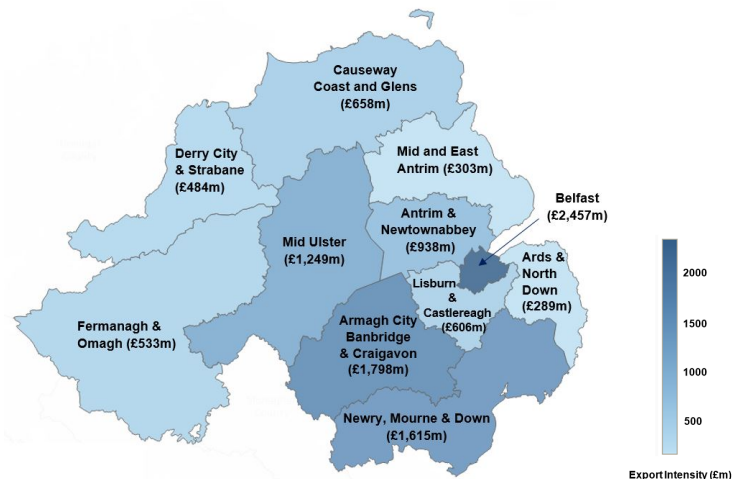 Causeway
Coast and Glens
(£658m)
Derry City
& Strabane
(£484m)
Mid and East
Antrim (£303m)
Belfast
(£2,457m)
Antrim &
Newtownabbey
(£938m)
Mid Ulster
(£1,249m)
Ards &
North
Down
(£289m)
Lisburn
&
Castlereagh
(£606m)
Fermanagh &
Omagh (£533m)
Armagh City
Banbridge
& Craigavon
(£1,798m)
Newry, Mourne & Down
(£1,615m)
2000
1500
1000
500
Export Intensity (£m)